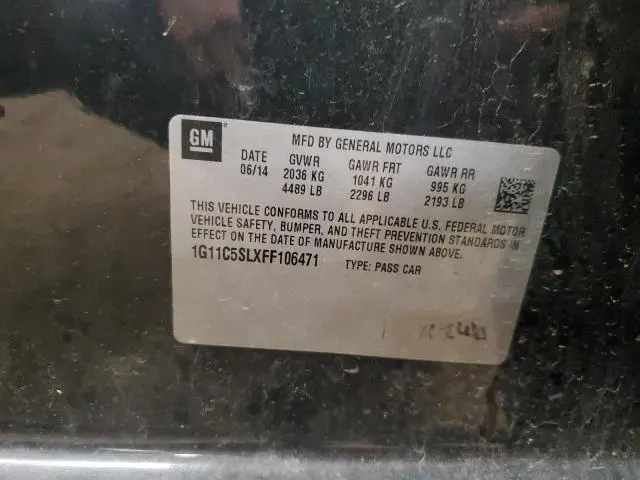 GM
MFD BY GENERAL MOTORS LLC
DATE GVWR GAWR FRT GAWR RR
06/14 2036 KG 1041 KG 995 KG
4489 LB 2296 LB 2193 LB
THIS VEHICLE CONFORMS TO ALL APPLICABLE U.S. FEDERAL MOTOR
VEHICLE SAFETY, BUMPER, AND THEFT PREVENTION STANDARDS IN
EFFECT ON THE DATE OF MANUFACTURE SHOWN ABOVE.
1G11C5SLXFF106471 TYPE: PASS CAR